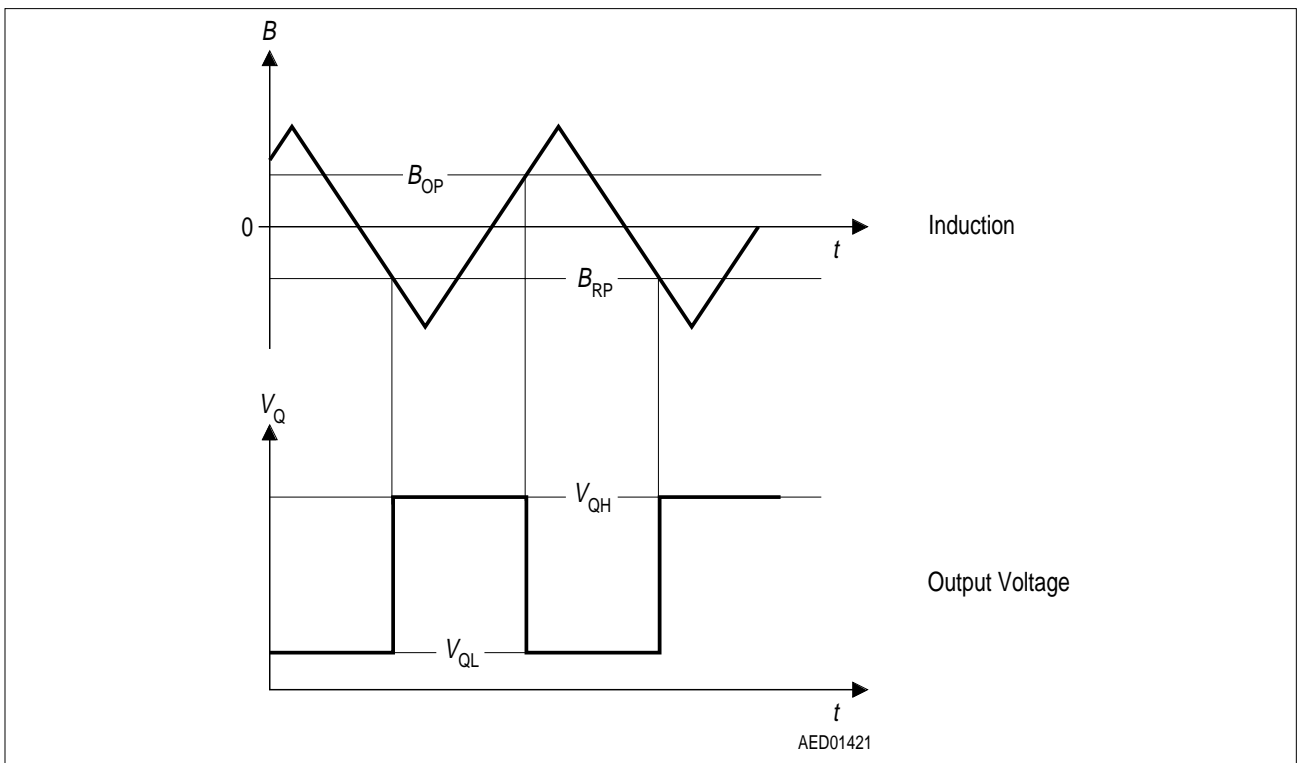 B
B_OP
0
t
Induction
B_RP
V_Q
V_QH
Output Voltage
V_QL
t
AED01421